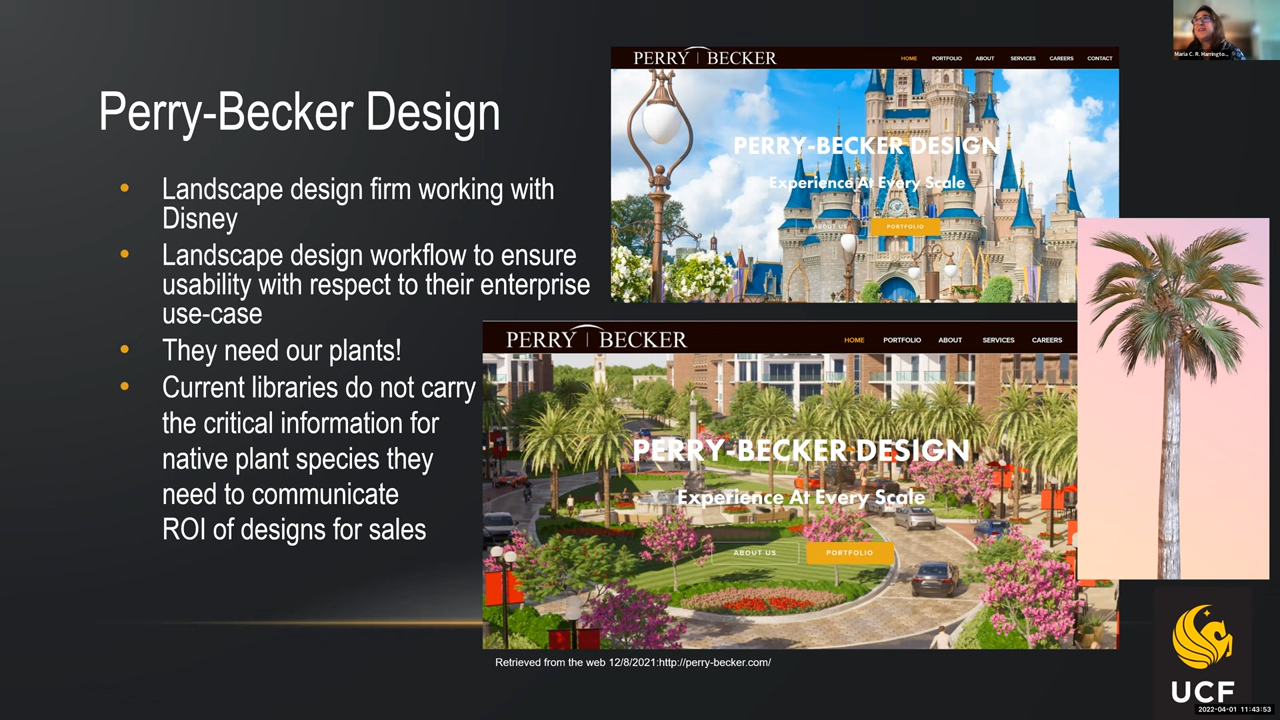 Perry-Becker Design
Landscape design firm working with
Disney
Landscape design workflow to ensure
usability with respect to their enterprise
use-case
They need our plants!
Current libraries do not carry
the critical information for
native plant species they
need to communicate
ROI of designs for sales
PERRY | BECKER
HOME PORTFOLIO ABOUT SERVICES CAREERS CONTACT
PERRY-BECKER DESIGN
Experience At Every Scale
ABOUT US PORTFOLIO
PERRY | BECKER
HOME PORTFOLIO ABOUT SERVICES CAREERS
PERRY-BECKER DESIGN
Experience At Every Scale
ABOUT US PORTFOLIO
Retrieved from the web 12/8/2021:http://perry-becker.com/
Maria C. R. Harringto...
UCF
2022-04-01 11:43:53